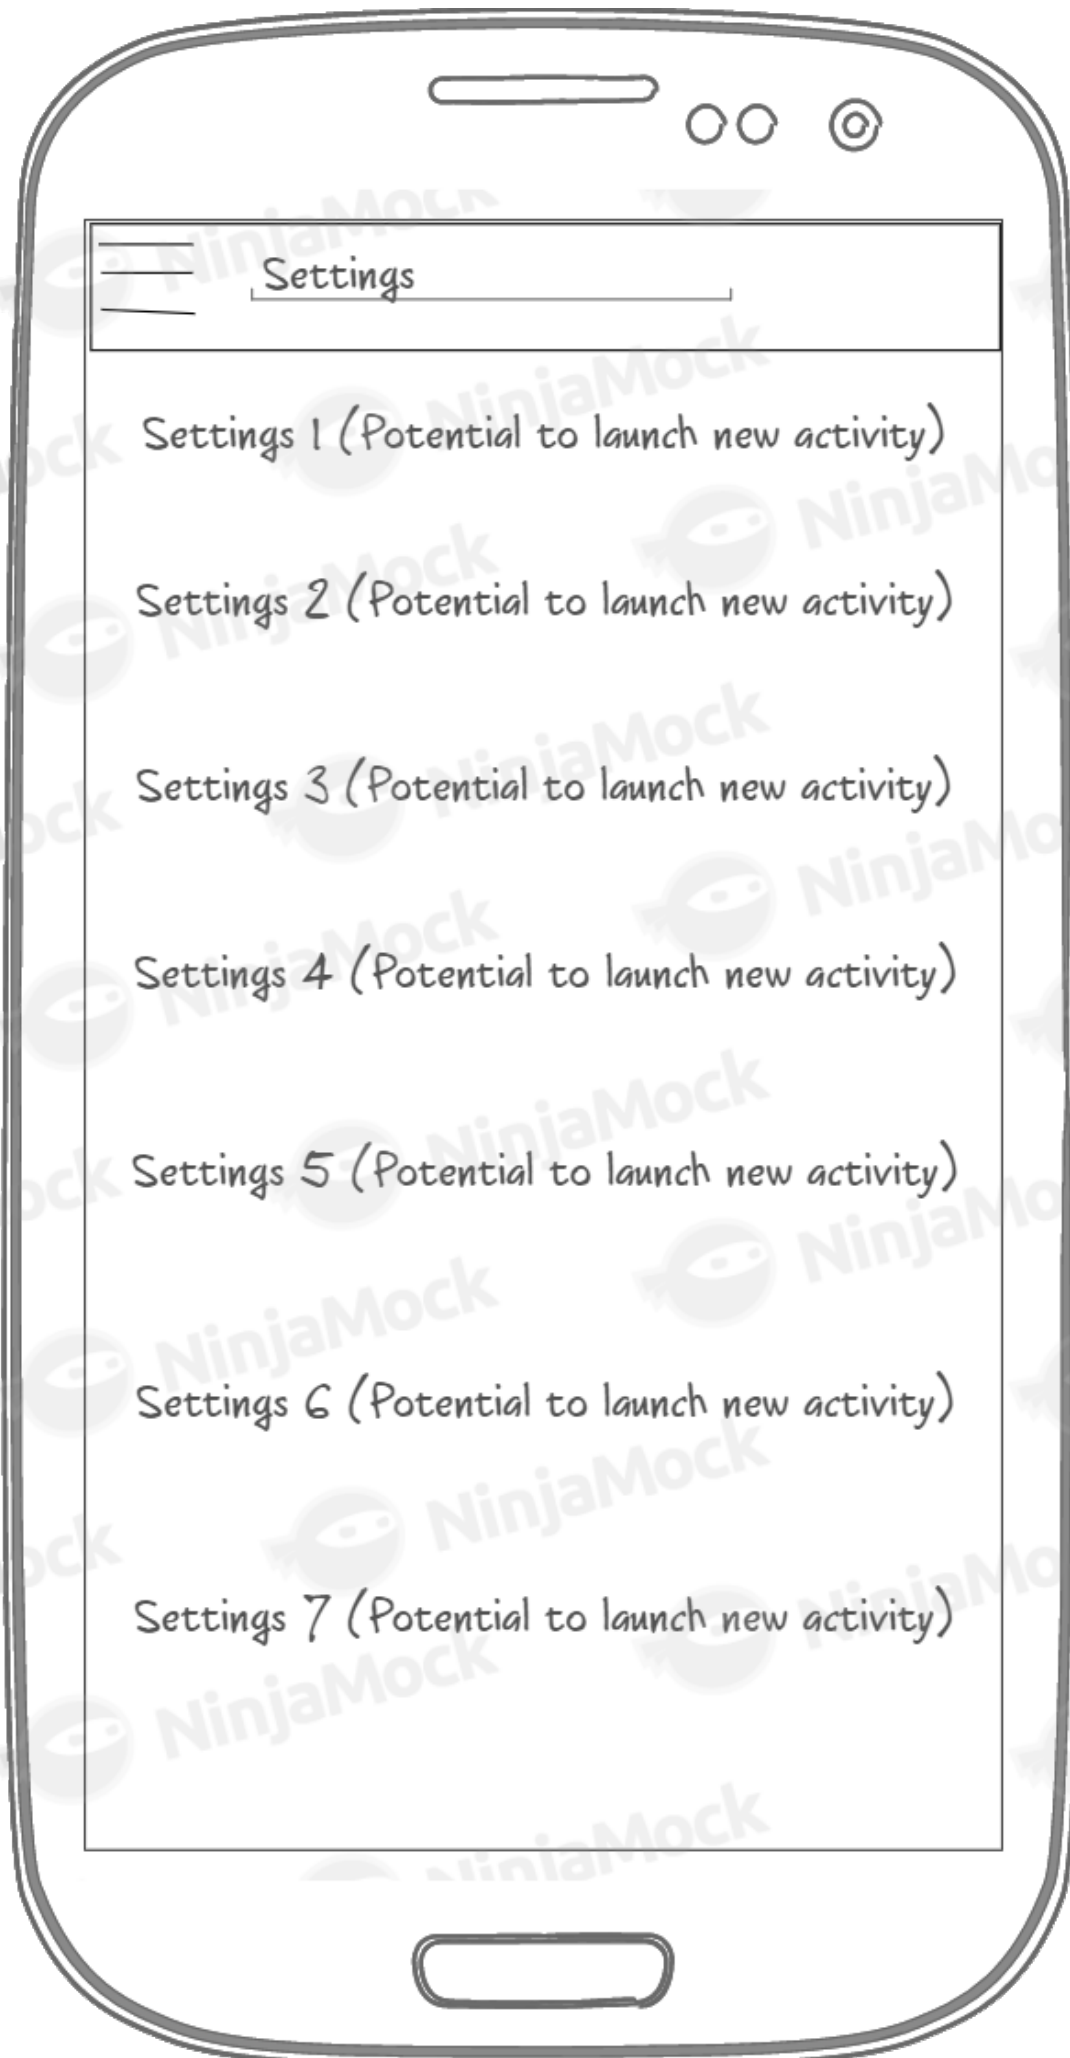 Settings
Settings 1 (Potential to launch new activity)
Settings 2 (Potential to launch new activity)
Settings 3 (Potential to launch new activity)
Settings 4 (Potential to launch new activity)
Settings 5 (Potential to launch new activity)
Settings 6 (Potential to launch new activity)
Settings 7 (Potential to launch new activity)
NinjaMock